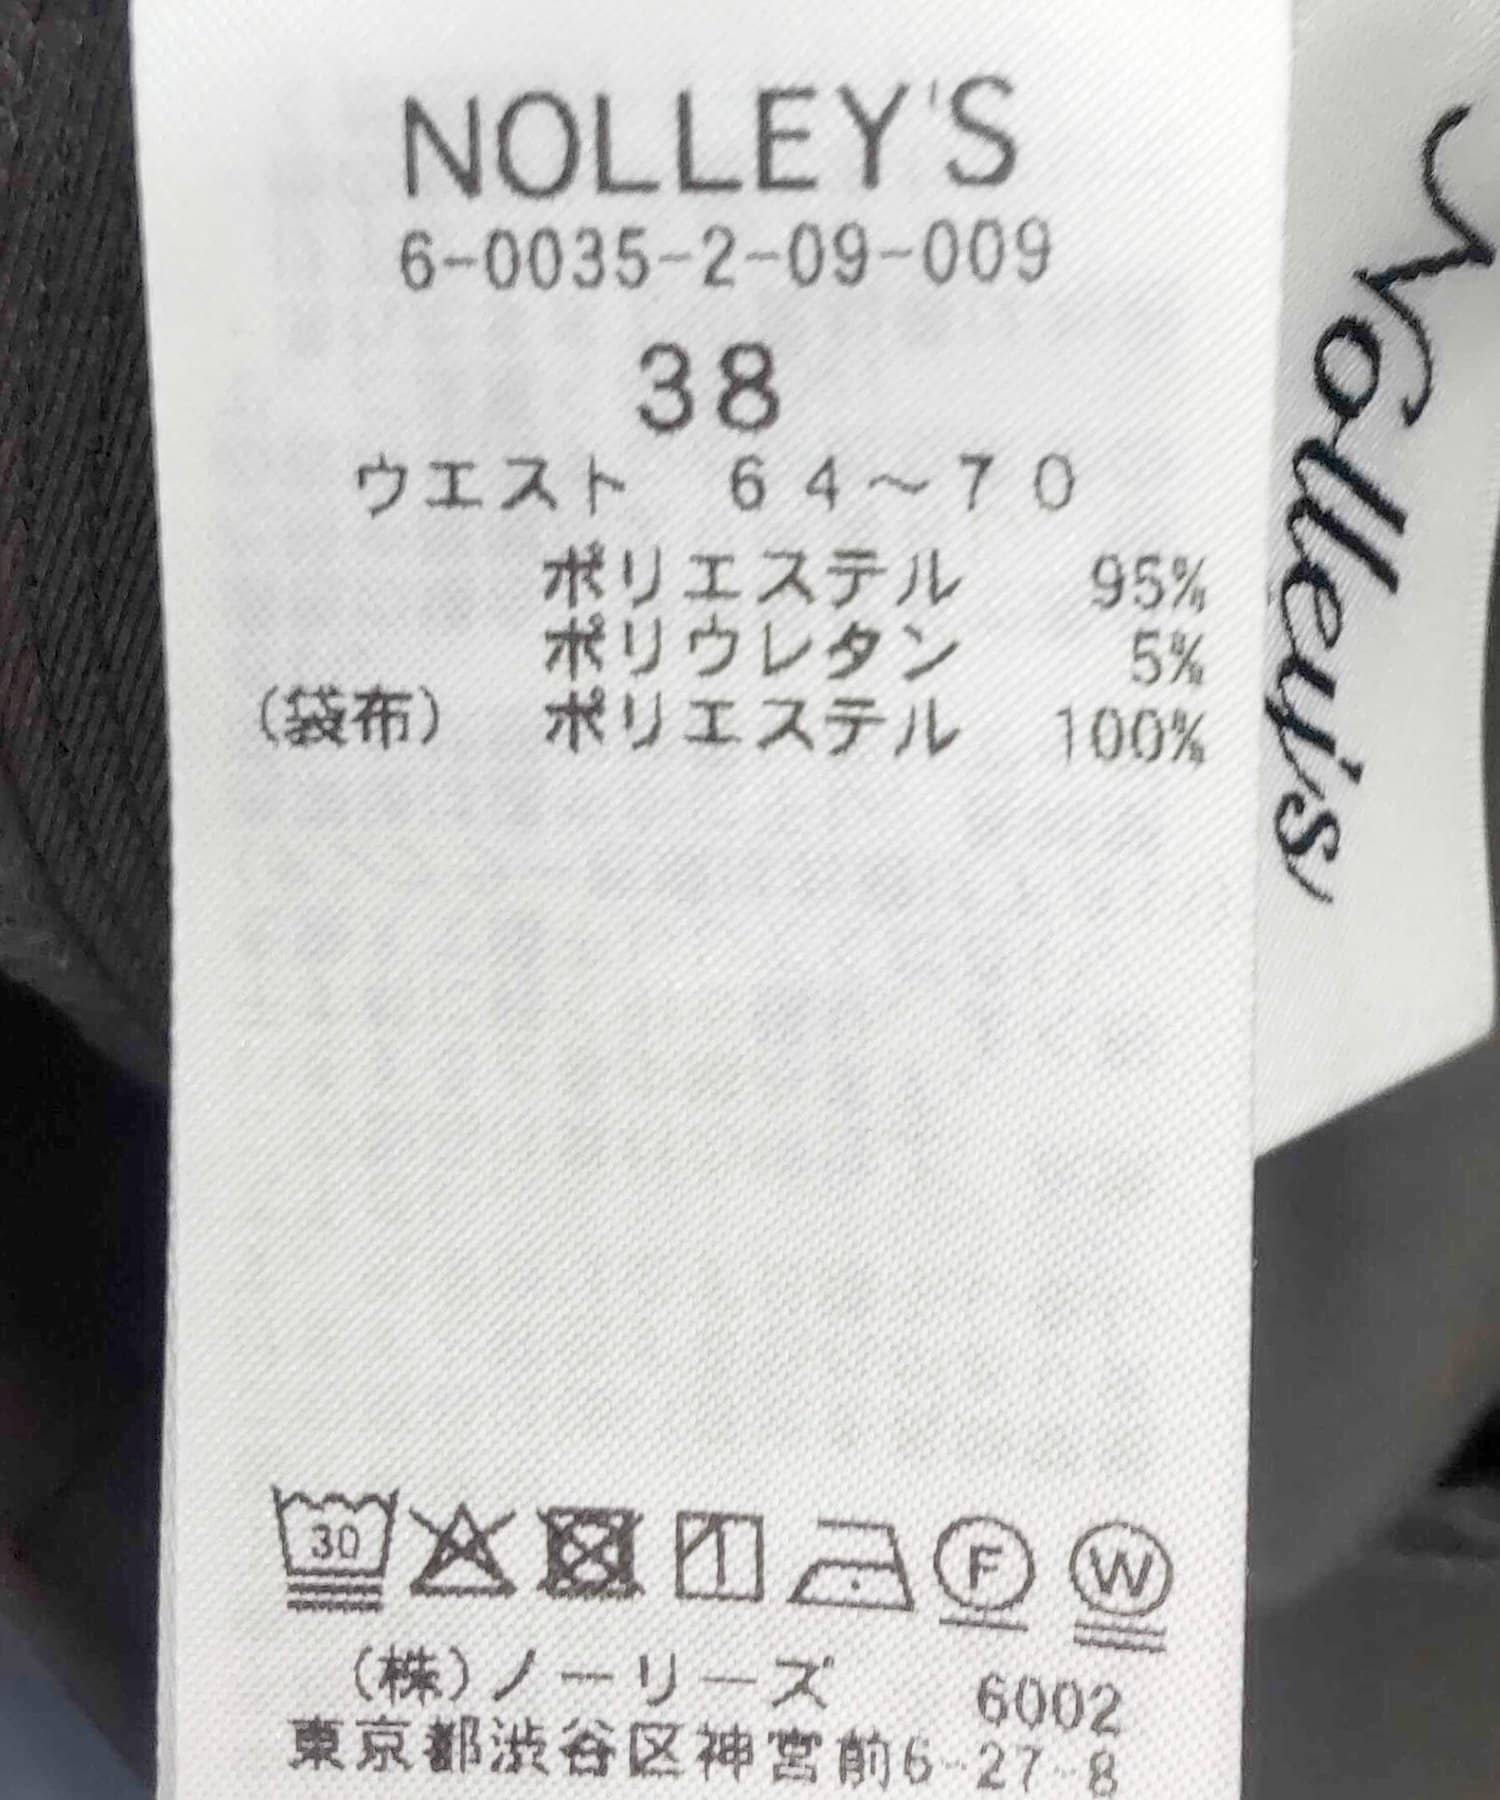 NOLLEY'S
6-0035-2-09-009
38
ウエスト 64～70
ポリエステル 95%
ポリウレタン 5%
(袋布) ポリエステル 100%
30
F
W
(株)ノーリーズ 6002
東京都渋谷区神宮前6-27-8
Nolley's